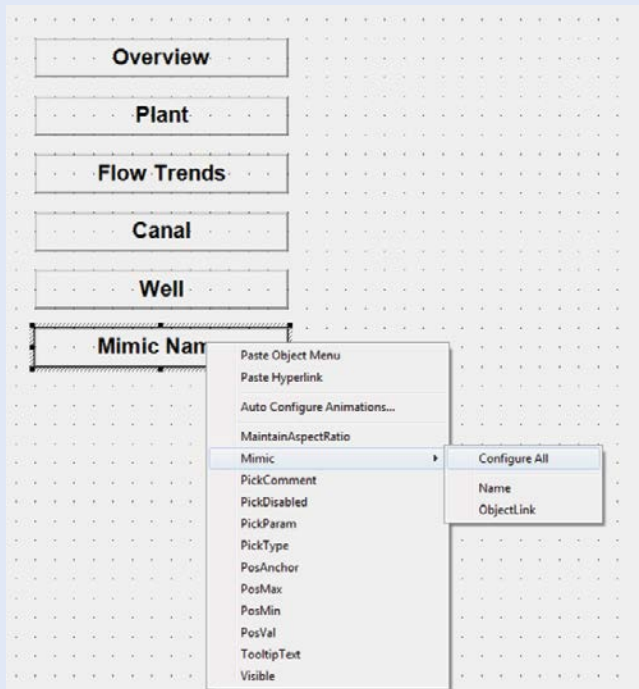 Overview
Plant
Flow Trends
Canal
Well
Mimic Nam
Paste Object Menu
Paste Hyperlink
Auto Configure Animations...
MaintainAspectRatio
Mimic
Configure All
PickComment
Name
PickDisabled
ObjectLink
PickParam
PickType
PosAnchor
PosMax
PosMin
PosVal
TooltipText
Visible